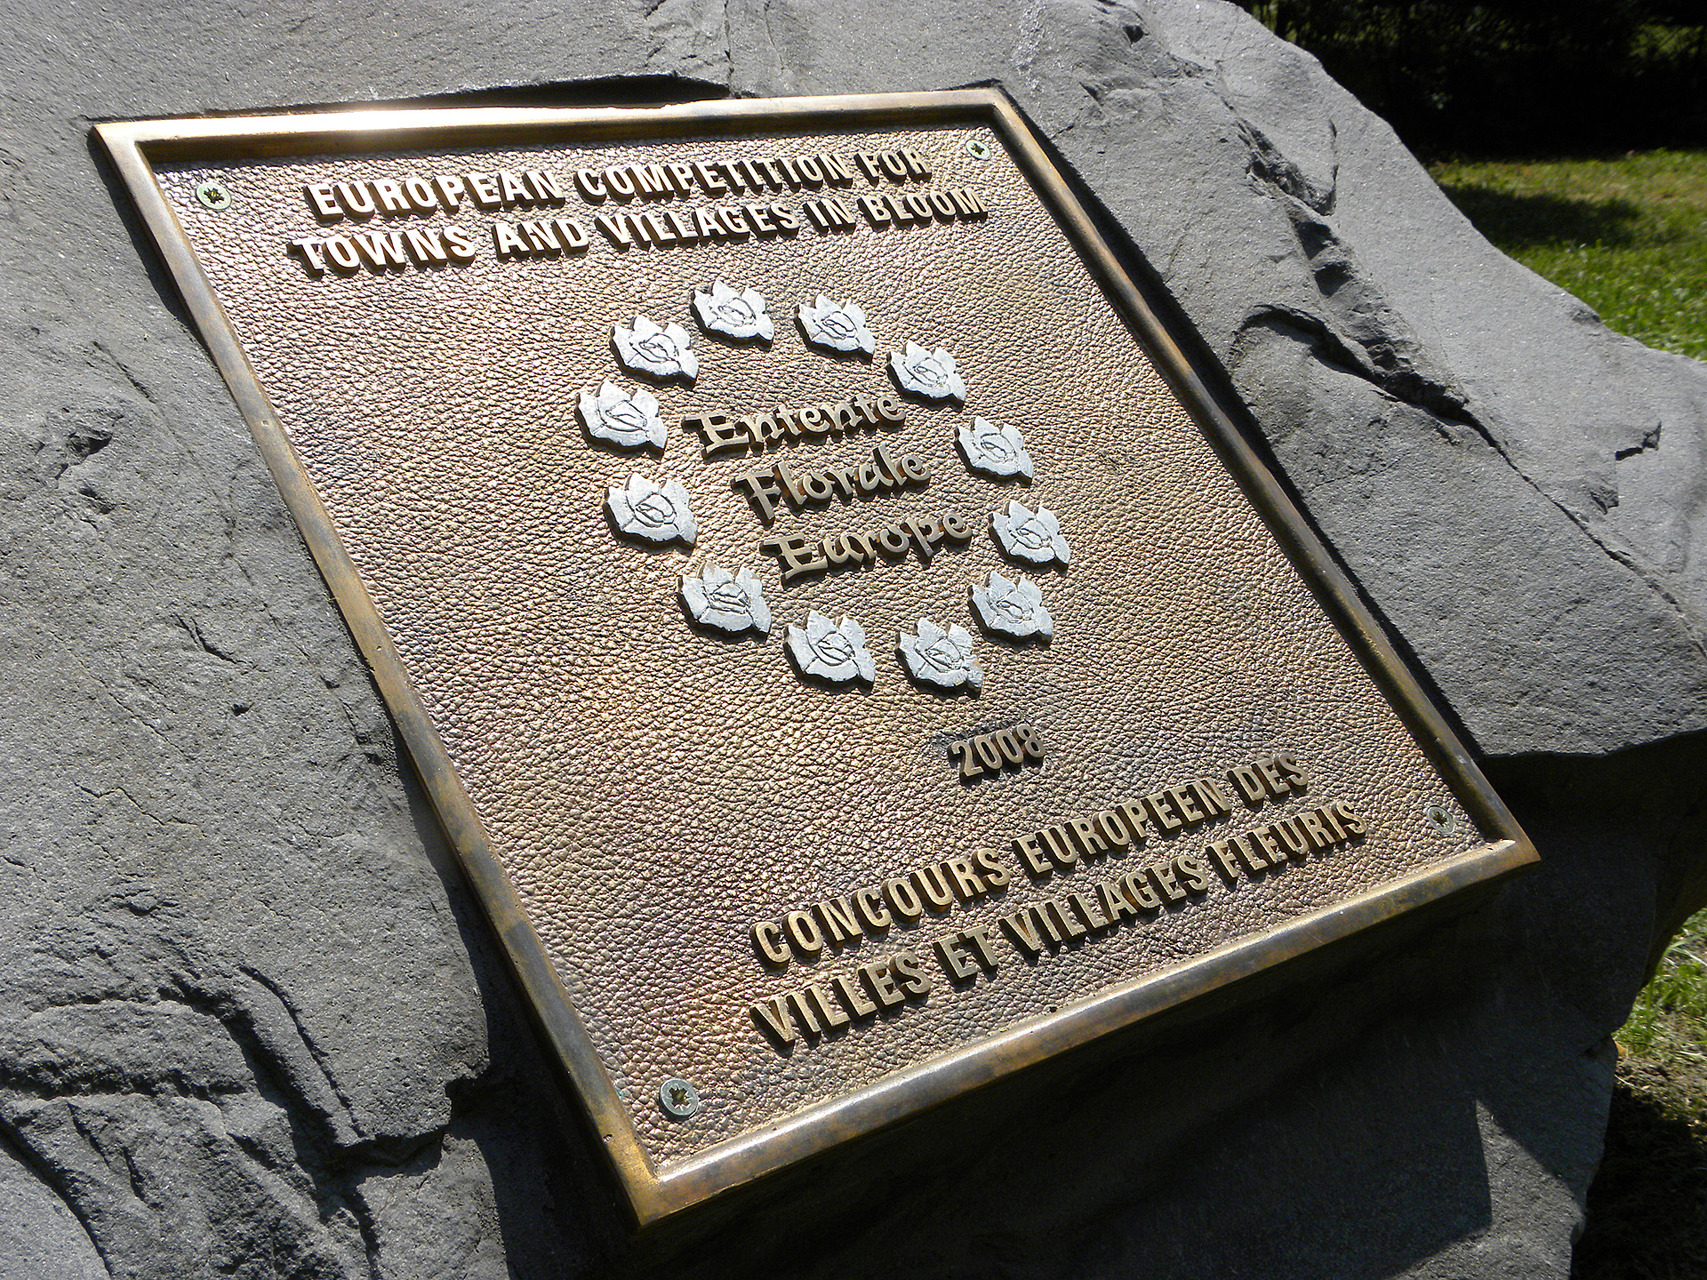 EUROPEAN COMPETITION FOR
TOWNS AND VILLAGES IN BLOOM
Entente
Florale
Europe
2008
CONCOURS EUROPEEN DES
VILLES ET VILLAGES FLEURIS